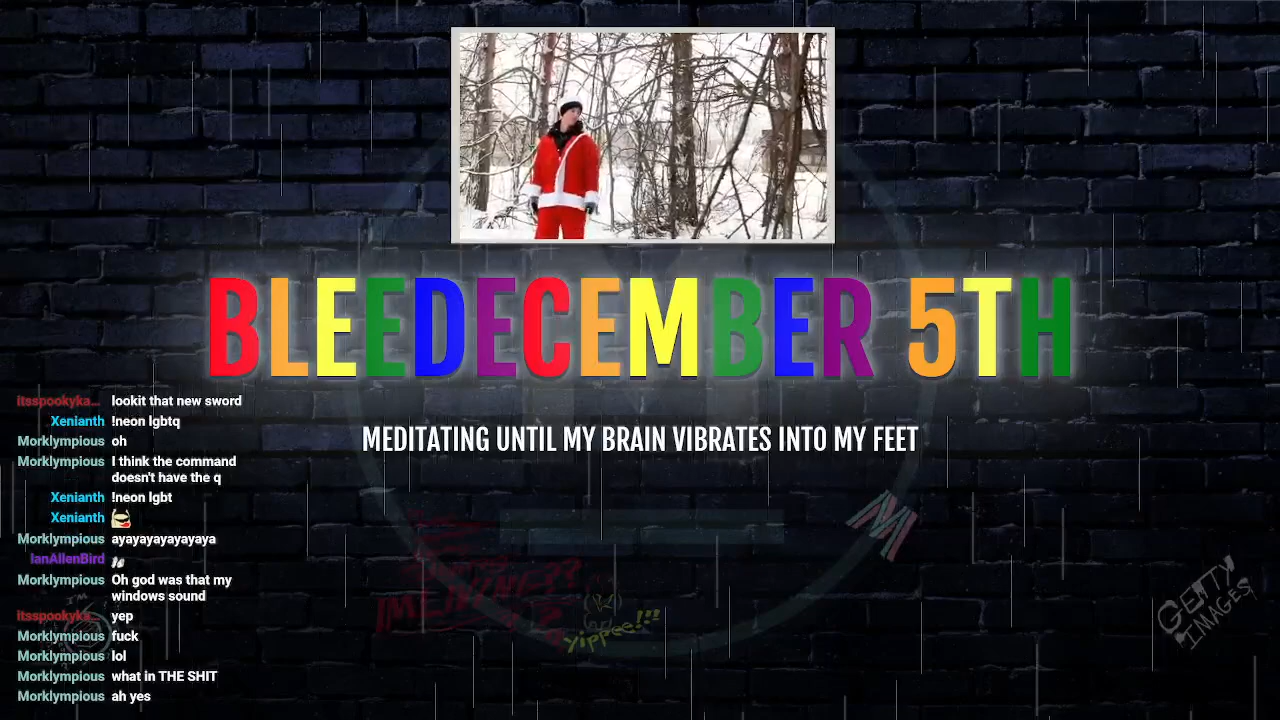 BLEEDECEMBER 5TH
MEDITATING UNTIL MY BRAIN VIBRATES INTO MY FEET
itsspookyka... lookit that new sword
Xenianth !neon lgbtq
Morklympious oh
Morklympious I think the command
doesn't have the q
Xenianth !neon lgbt
Xenianth
Morklympious ayayayayayayaya
IanAllenBird
Morklympious Oh god was that my
windows sound
itsspookyka... yep
Morklympious fuck
Morklympious lol
Morklympious what in THE SHIT
Morklympious ah yes
M
Yippee!!!
GETTY
IMAGES